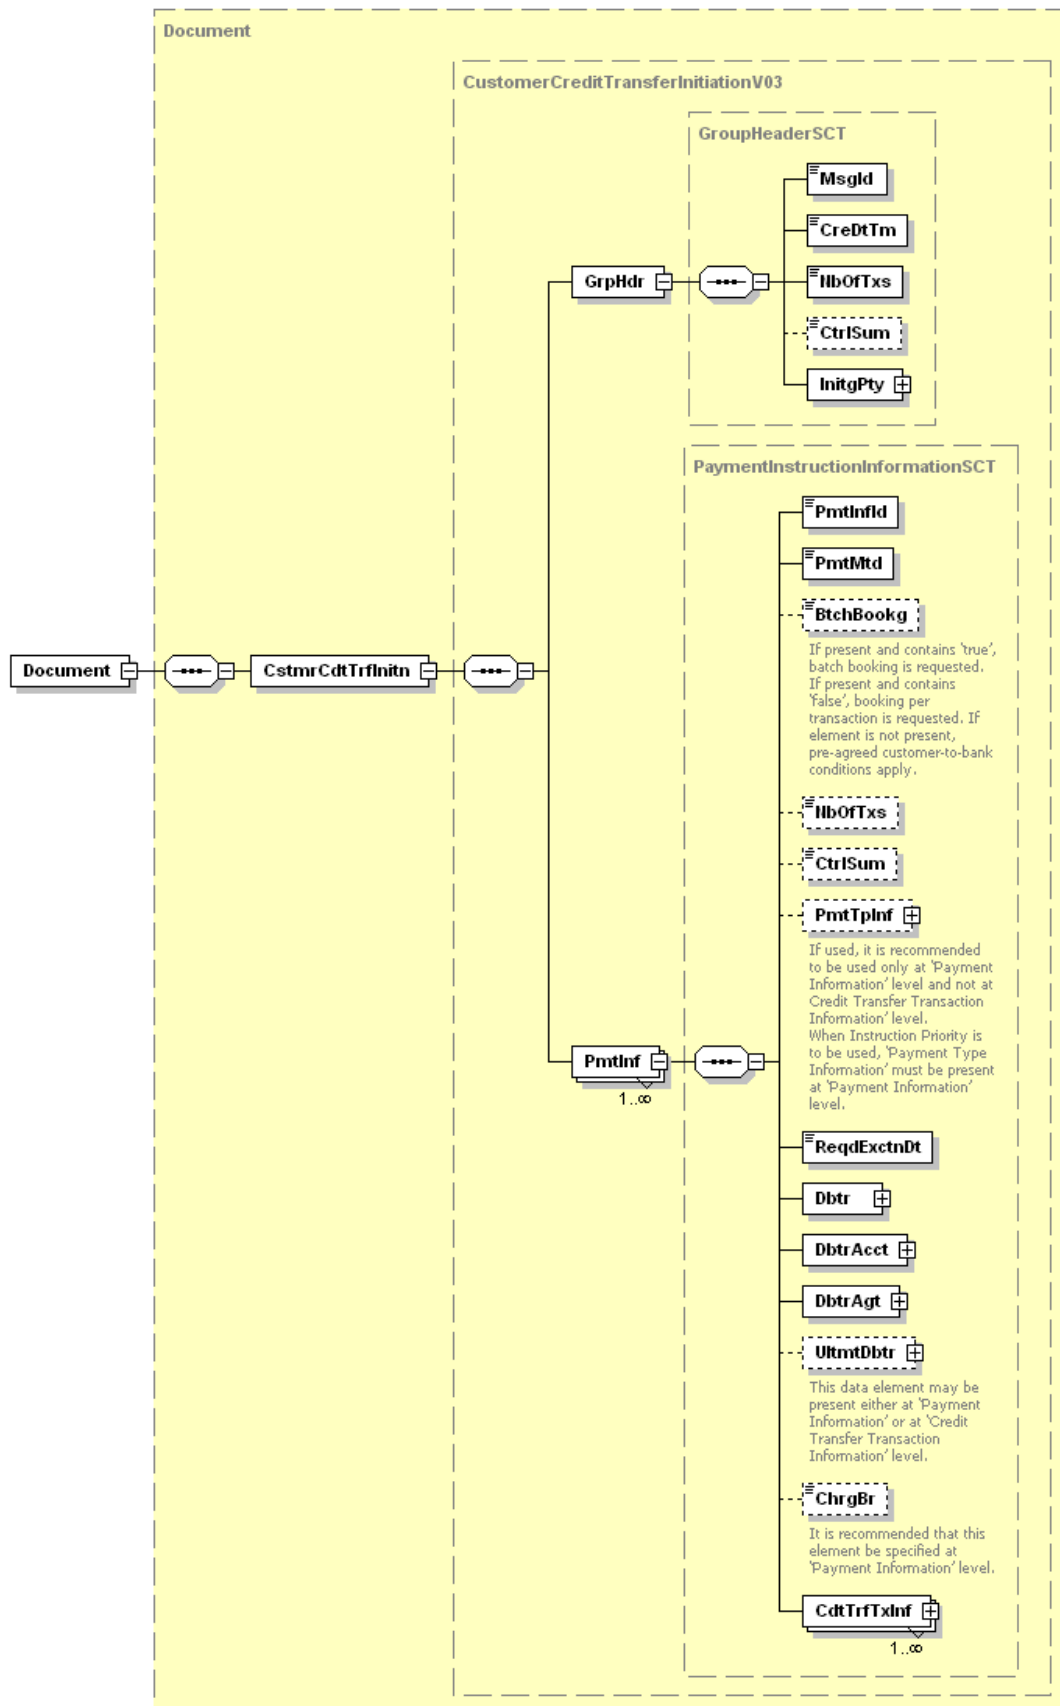 Document
CustomerCreditTransferInitiationV03
GroupHeaderSCT
MsgId
CreDtTm
GrpHdr
NbOfTxs
CtrlSum
InitgPty
PaymentInstructionInformationSCT
PmtInfId
PmtMtd
BtchBookg
If present and contains 'true',
batch booking is requested.
If present and contains
'false', booking per
transaction is requested. If
element is not present,
pre-agreed customer-to-bank
conditions apply.
Document
CstmrCdtTrfInitn
NbOfTxs
CtrlSum
PmtTpInf
If used, it is recommended
to be used only at 'Payment
Information' level and not at
Credit Transfer Transaction
Information' level.
When Instruction Priority is
to be used, 'Payment Type
Information' must be present
at 'Payment Information'
level.
PmtInf
1..∞
ReqdExctnDt
Dbtr
DbtrAcct
DbtrAgt
UltmtDbtr
This data element may be
present either at 'Payment
Information' or at 'Credit
Transfer Transaction
Information' level.
ChrgBr
It is recommended that this
element be specified at
'Payment Information' level.
CdtTrfTxInf
1..∞